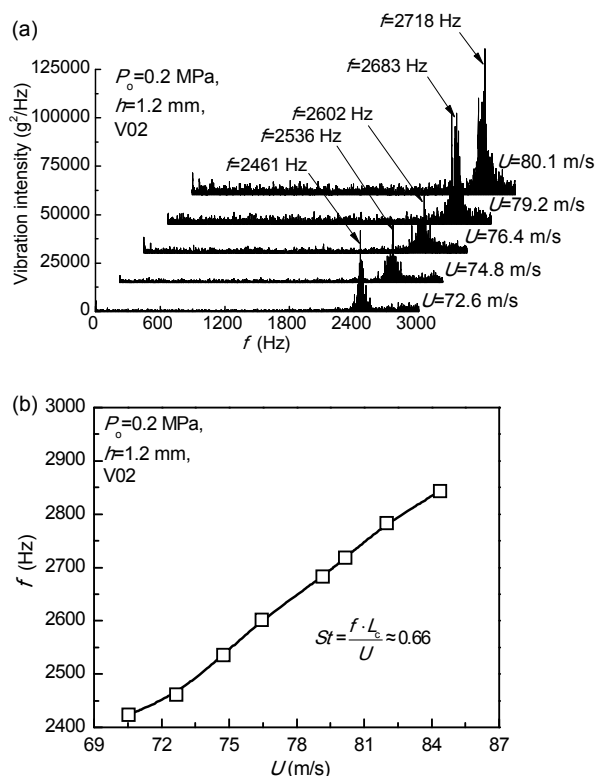 (a)
f=2718 Hz
f=2683 Hz
f=2602 Hz
f=2536 Hz
f=2461 Hz
Pₒ=0.2 MPa,
h=1.2 mm,
V02
Vibration intensity (g²/Hz)
125000
100000
75000
50000
25000
0
U=80.1 m/s
U=79.2 m/s
U=76.4 m/s
U=74.8 m/s
U=72.6 m/s
0 600 1200 1800 2400 3000
f (Hz)
(b)
Pₒ=0.2 MPa,
h=1.2 mm,
V02
f (Hz)
3000
2900
2800
2700
2600
2500
2400
St = f·L_c / U ≈ 0.66
69 72 75 78 81 84 87
U (m/s)